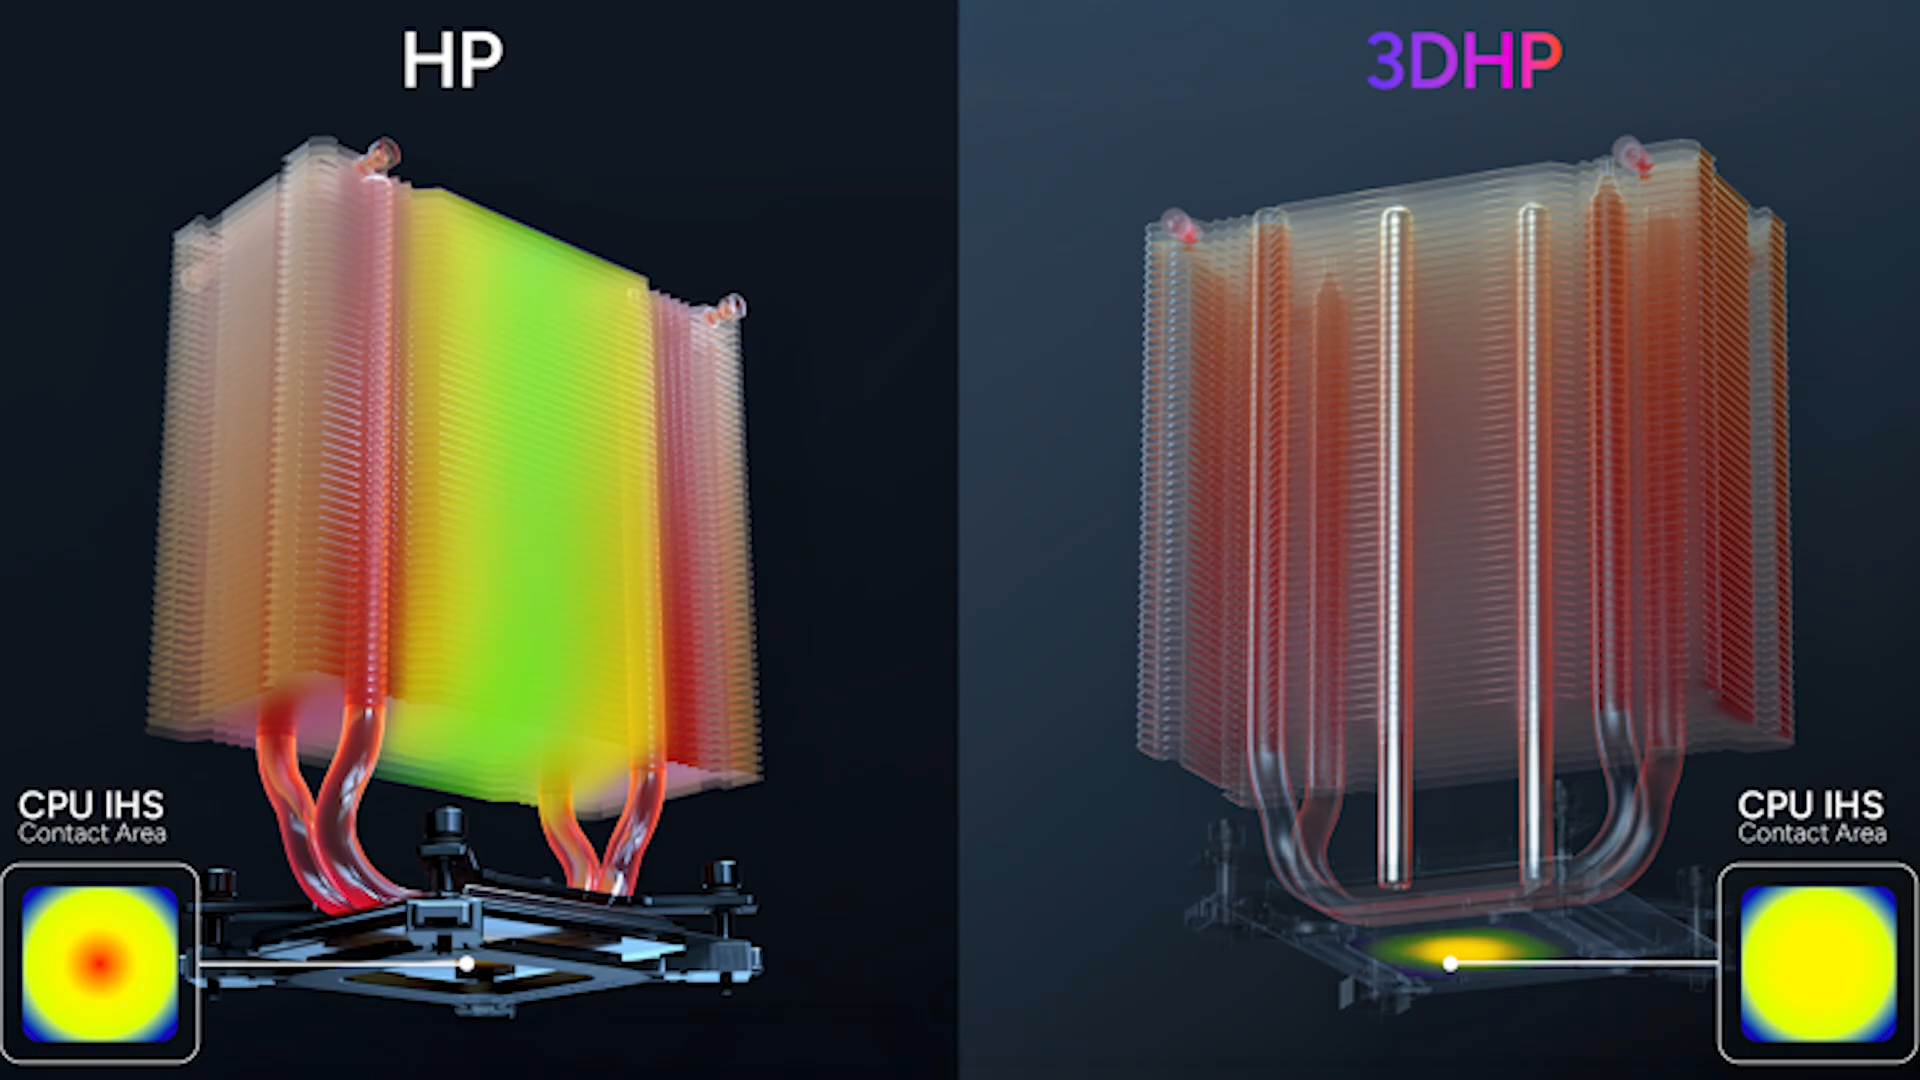 HP
3DHP
CPU IHS
Contact Area
CPU IHS
Contact Area